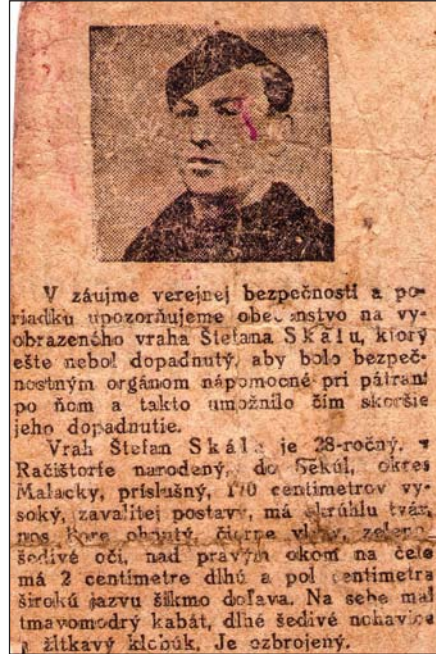 V záujme verejnej bezpečnosti a po-
riadku upozorňujeme obecenstvo na vy-
obrazeného vraha Štefana Skálu, ktorý
ešte nebol dopadnutý, aby bolo bezpeč-
nostným orgánom nápomocné pri pátraní
po ňom a takto umožnilo čím skoršie
jeho dopadnutie.
Vrah Štefan Skála je 28-ročný, v
Račištorfe narodený, do Sekúl, okres
Malacky, príslušný, 170 centimetrov vy-
soký, zavalitej postavy, má okrúhlu tvár,
nos hore ohnutý, čierne vlasy, zeleno-
šedivé oči, nad pravým okom na čele
má 2 centimetre dlhú a pol centimetra
širokú jazvu šikmo doľava. Na sebe mal
tmavomodrý kabát, dlhé šedivé nohavice
a žltkavý klobúk. Je ozbrojený.